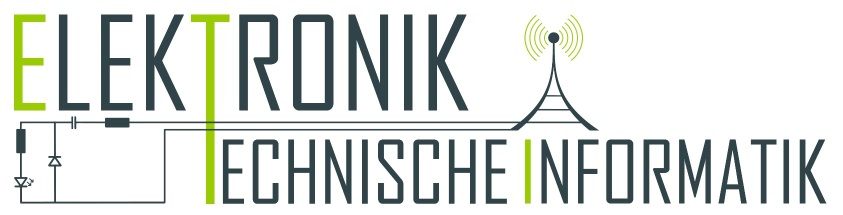 ELEKTRONIK
TECHNISCHE INFORMATIK